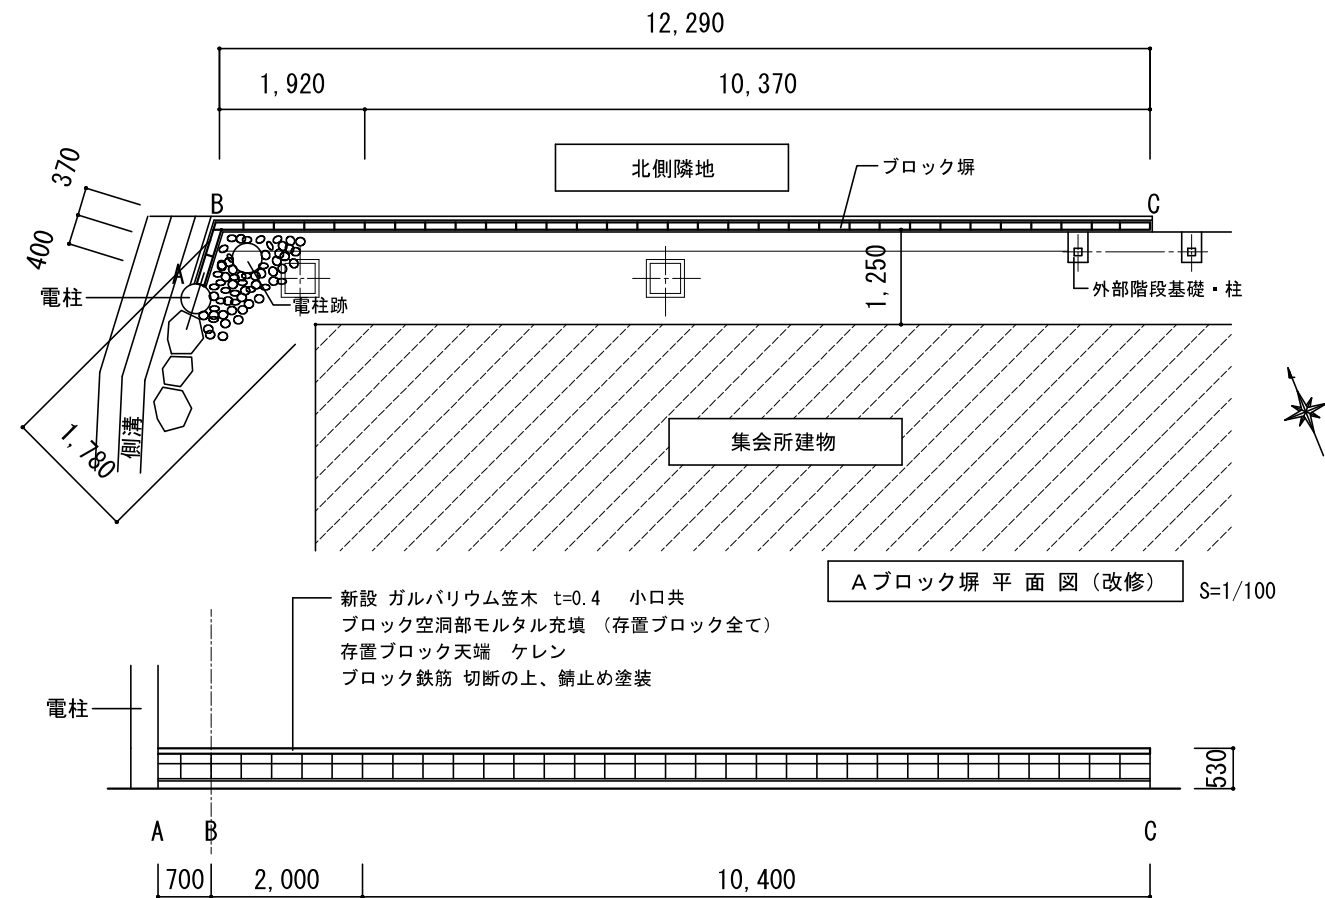 12,290
1,920
10,370
北側隣地
ブロック塀
370
400
B
C
A
電柱
電柱跡
1,250
外部階段基礎・柱
1,780
側溝
集会所建物
Aブロック塀 平 面 図（改修）
S=1/100
新設 ガルバリウム笠木 t=0.4 小口共
ブロック空洞部モルタル充填 （存置ブロック全て）
存置ブロック天端 ケレン
ブロック鉄筋 切断の上、錆止め塗装
電柱
530
A
B
C
700
2,000
10,400